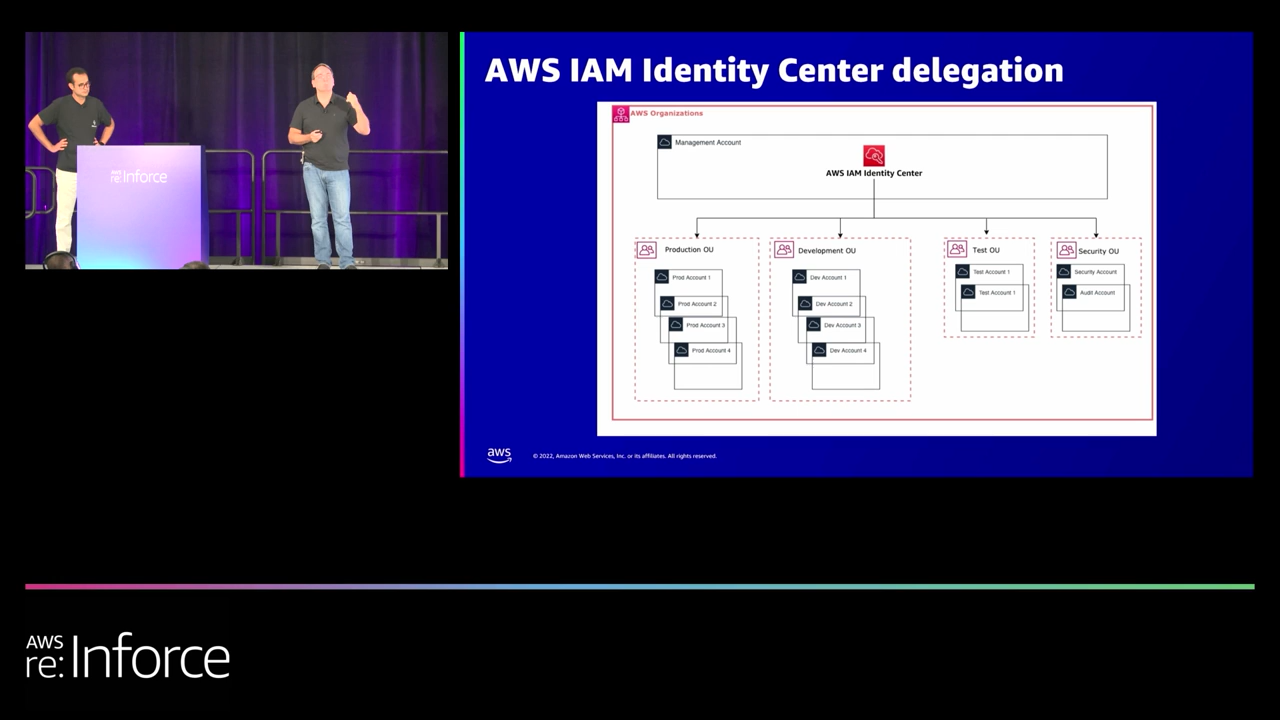 AWS
re:Inforce
AWS IAM Identity Center delegation
AWS Organizations
Management Account
AWS IAM Identity Center
Production OU
Prod Account 1
Prod Account 2
Prod Account 3
Prod Account 4
Development OU
Dev Account 1
Dev Account 2
Dev Account 3
Dev Account 4
Test OU
Test Account 1
Test Account 1
Security OU
Security Account
Audit Account
aws
© 2022, Amazon Web Services, Inc. or its affiliates. All rights reserved.
AWS
re:Inforce